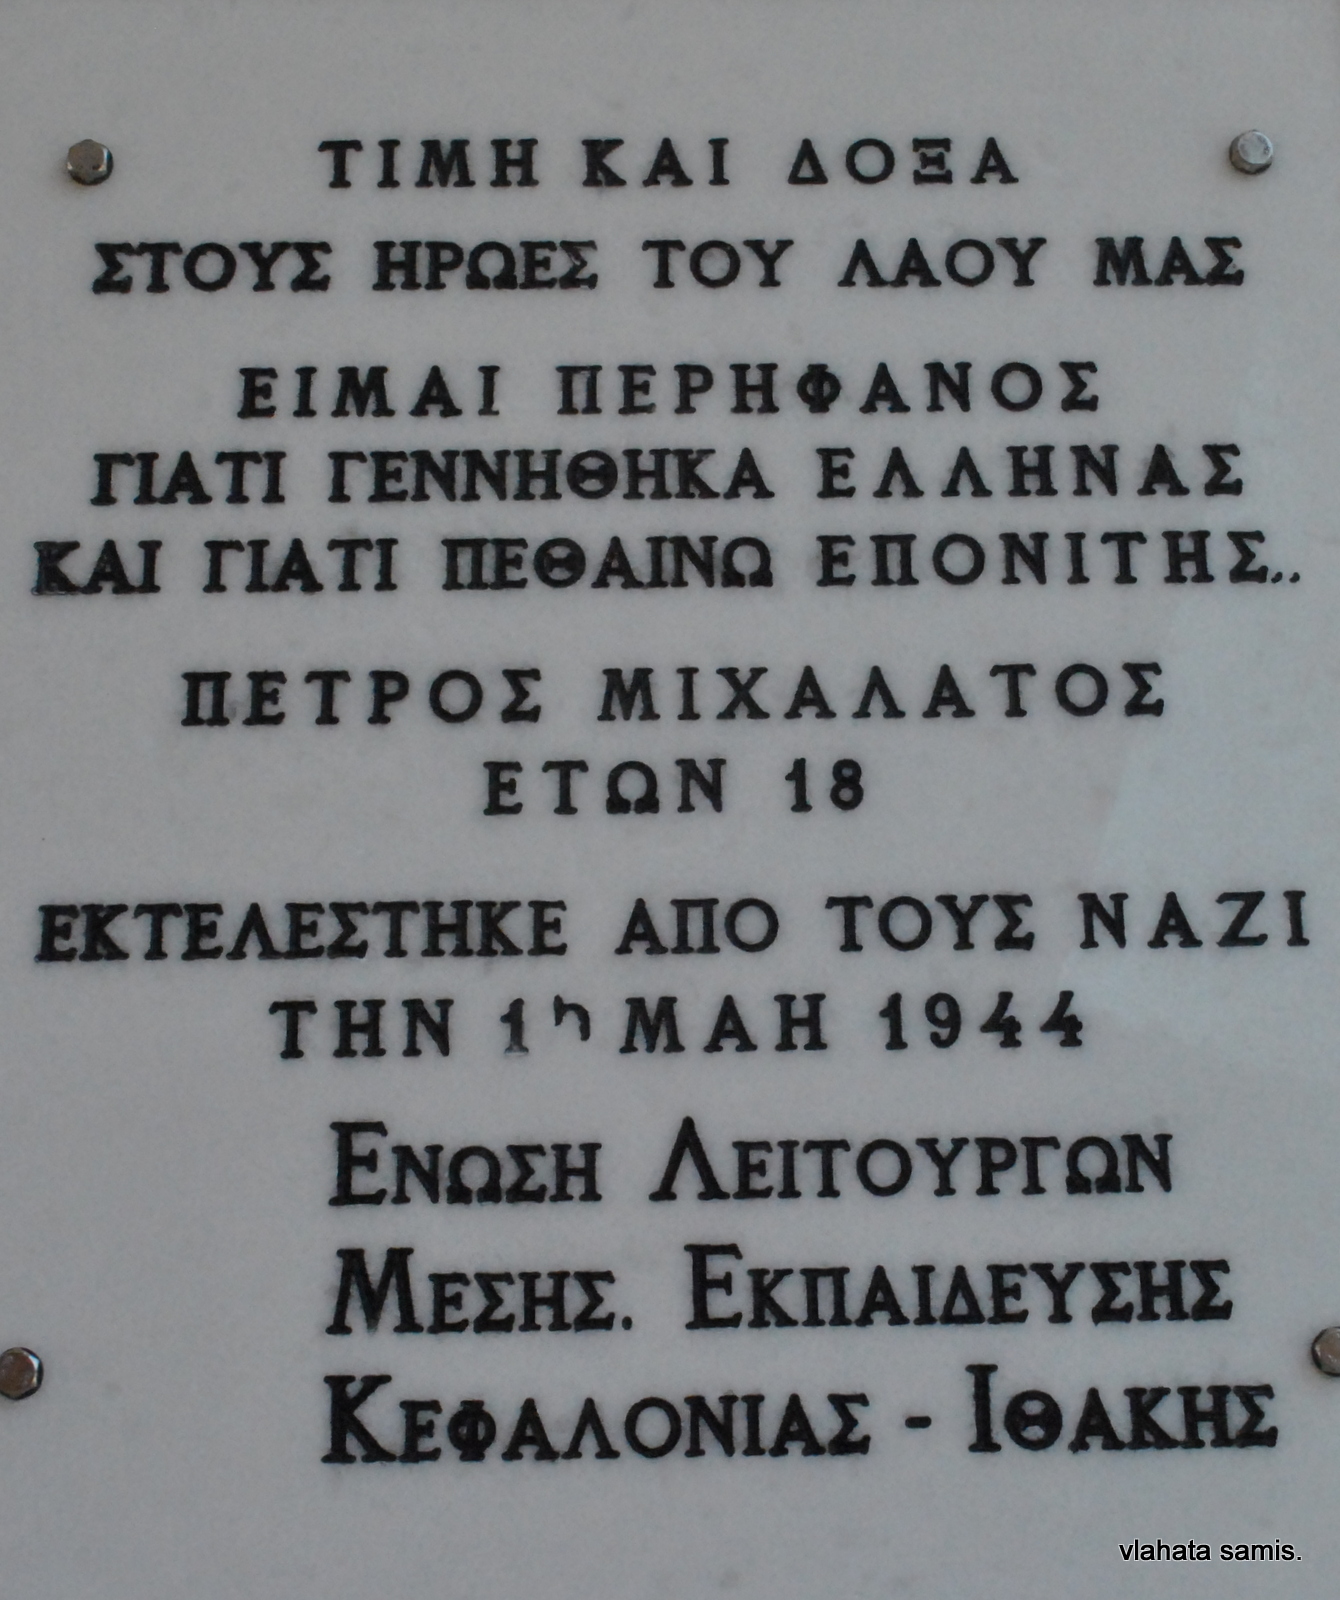 ΤΙΜΗ ΚΑΙ ΔΟΞΑ
ΣΤΟΥΣ ΗΡΩΕΣ ΤΟΥ ΛΑΟΥ ΜΑΣ
ΕΙΜΑΙ ΠΕΡΗΦΑΝΟΣ
ΓΙΑΤΙ ΓΕΝΝΗΘΗΚΑ ΕΛΛΗΝΑΣ
ΚΑΙ ΓΙΑΤΙ ΠΕΘΑΙΝΩ ΕΠΟΝΙΤΗΣ..
ΠΕΤΡΟΣ ΜΙΧΑΛΑΤΟΣ
ΕΤΩΝ 18
ΕΚΤΕΛΕΣΤΗΚΕ ΑΠΟ ΤΟΥΣ ΝΑΖΙ
ΤΗΝ 1η ΜΑΗ 1944
ΕΝΩΣΗ ΛΕΙΤΟΥΡΓΩΝ
ΜΕΣΗΣ. ΕΚΠΑΙΔΕΥΣΗΣ
ΚΕΦΑΛΟΝΙΑΣ - ΙΘΑΚΗΣ
vlahata samis.